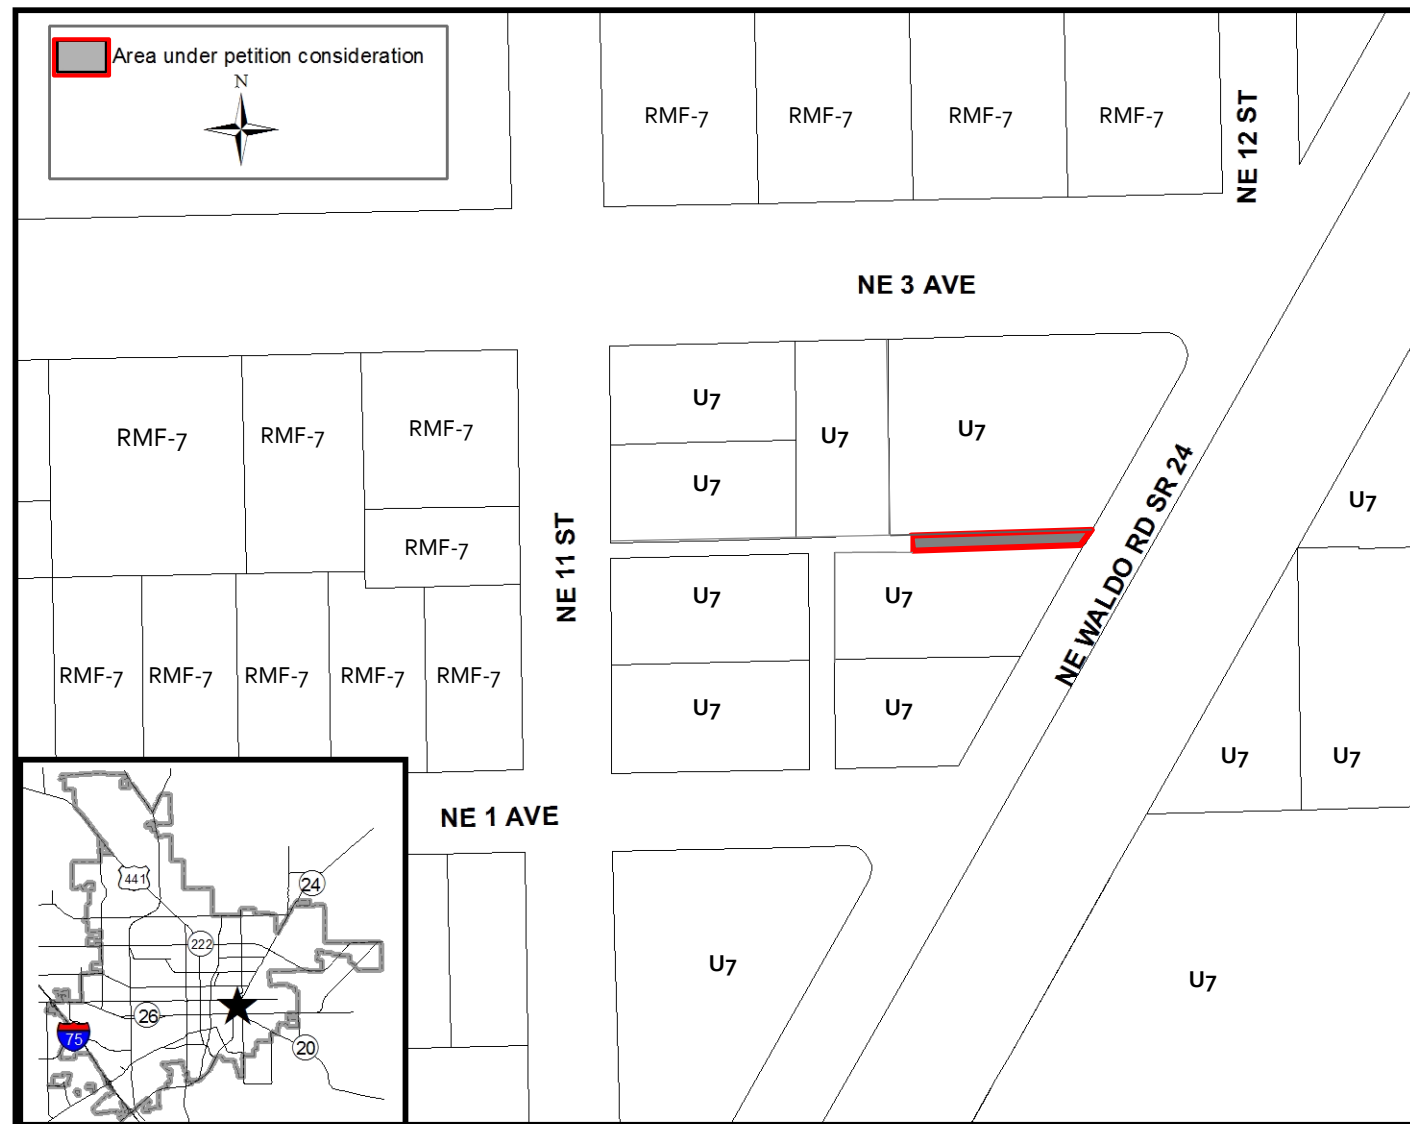 Area under petition consideration
N
RMF-7 RMF-7 RMF-7 RMF-7
NE 12 ST
NE 3 AVE
RMF-7 RMF-7 RMF-7
U7 U7 U7
U7
NE WALDO RD SR 24
U7
RMF-7
NE 11 ST
U7 U7
RMF-7 RMF-7 RMF-7 RMF-7 RMF-7
U7 U7
U7 U7
NE 1 AVE
441
24
222
26
75
20
U7
U7